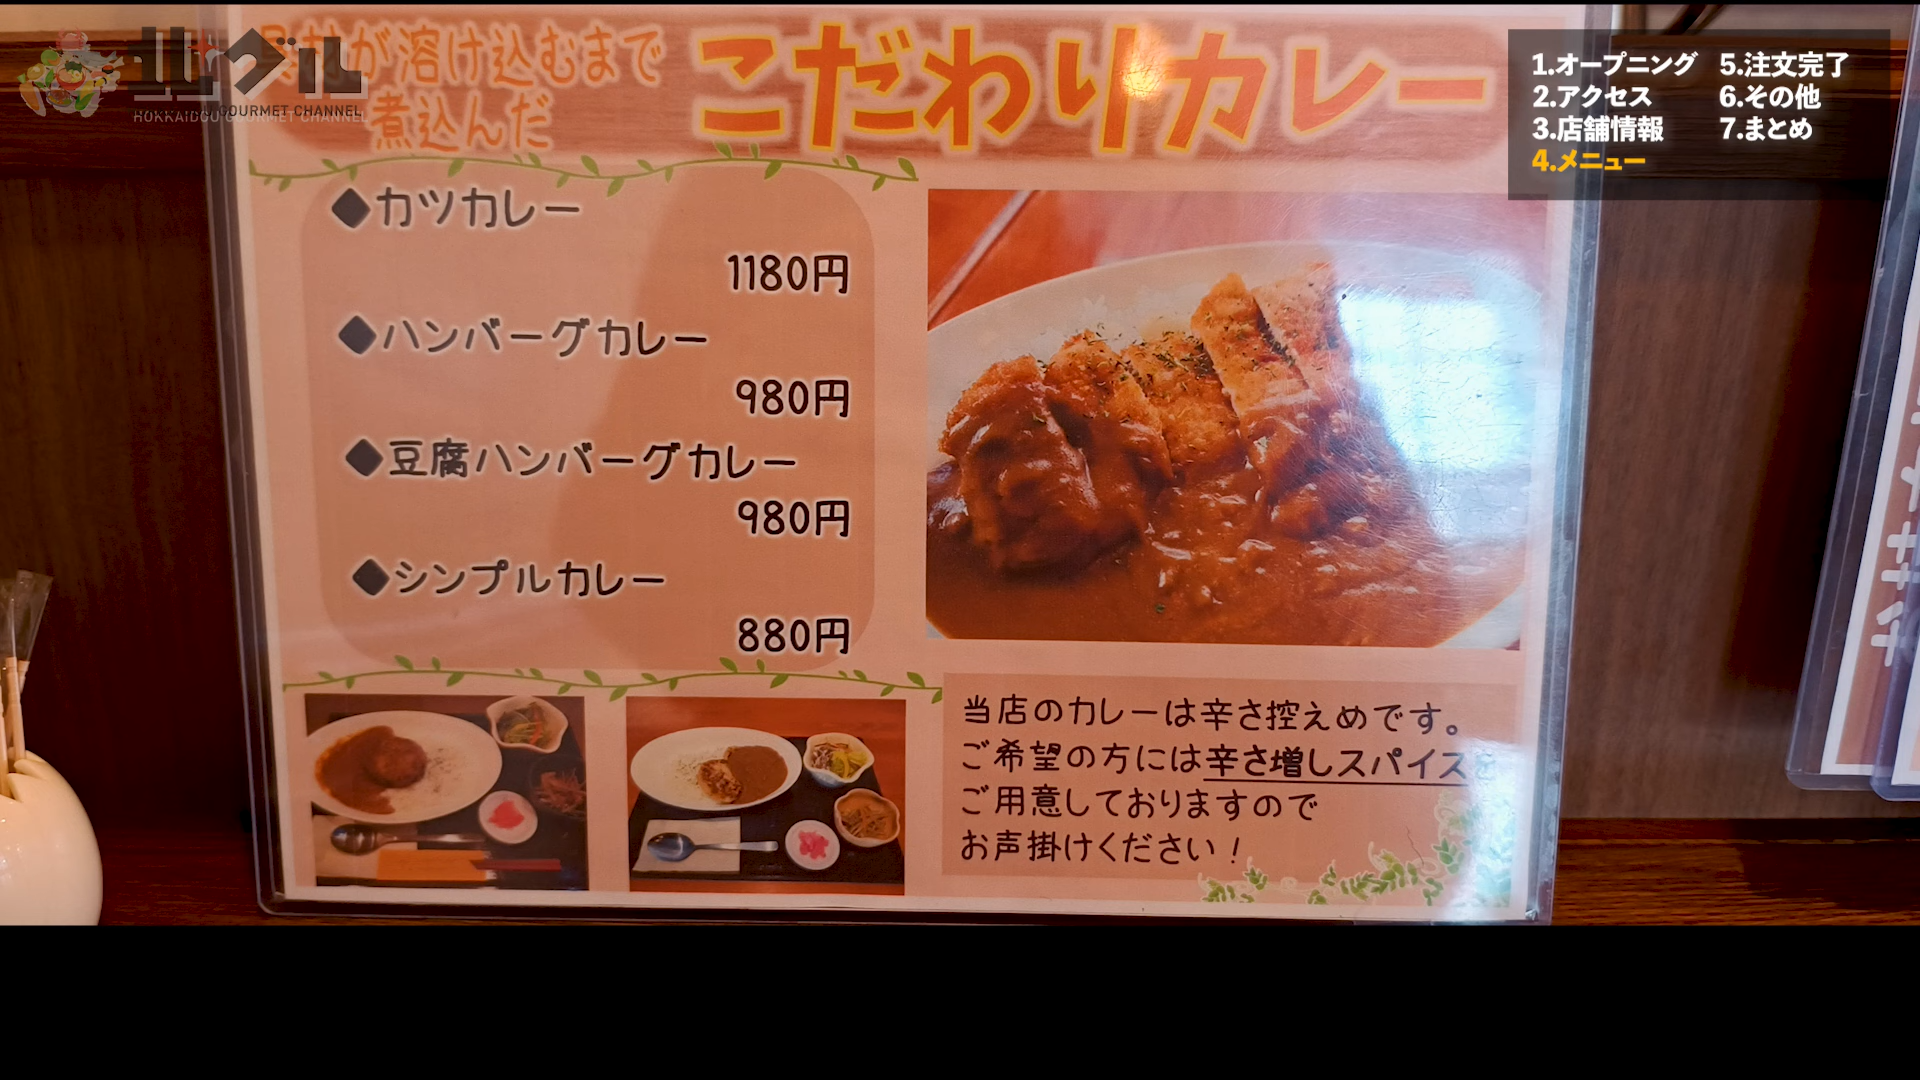 北グル
HOKKAIDOU GOURMET CHANNEL
が溶け込むまで
煮込んだ
こだわりカレー
1.オープニング
2.アクセス
3.店舗情報
4.メニュー
5.注文完了
6.その他
7.まとめ
◆カツカレー
1180円
◆ハンバーグカレー
980円
◆豆腐ハンバーグカレー
980円
◆シンプルカレー
880円
当店のカレーは辛さ控えめです。
ご希望の方には辛さ増しスパイスを
ご用意しておりますので
お声掛けください！